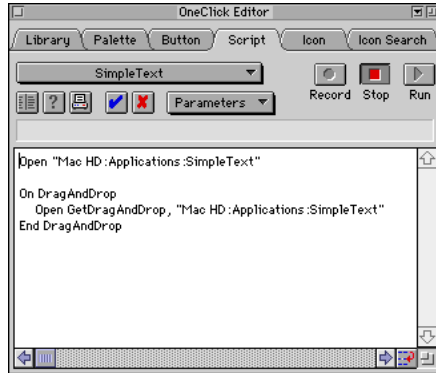 OneClick Editor
Library Palette Button Script Icon Icon Search
SimpleText
Record Stop Run
? Parameters
Open "Mac HD:Applications:SimpleText"
On DragAndDrop
Open GetDragAndDrop, "Mac HD:Applications:SimpleText"
End DragAndDrop